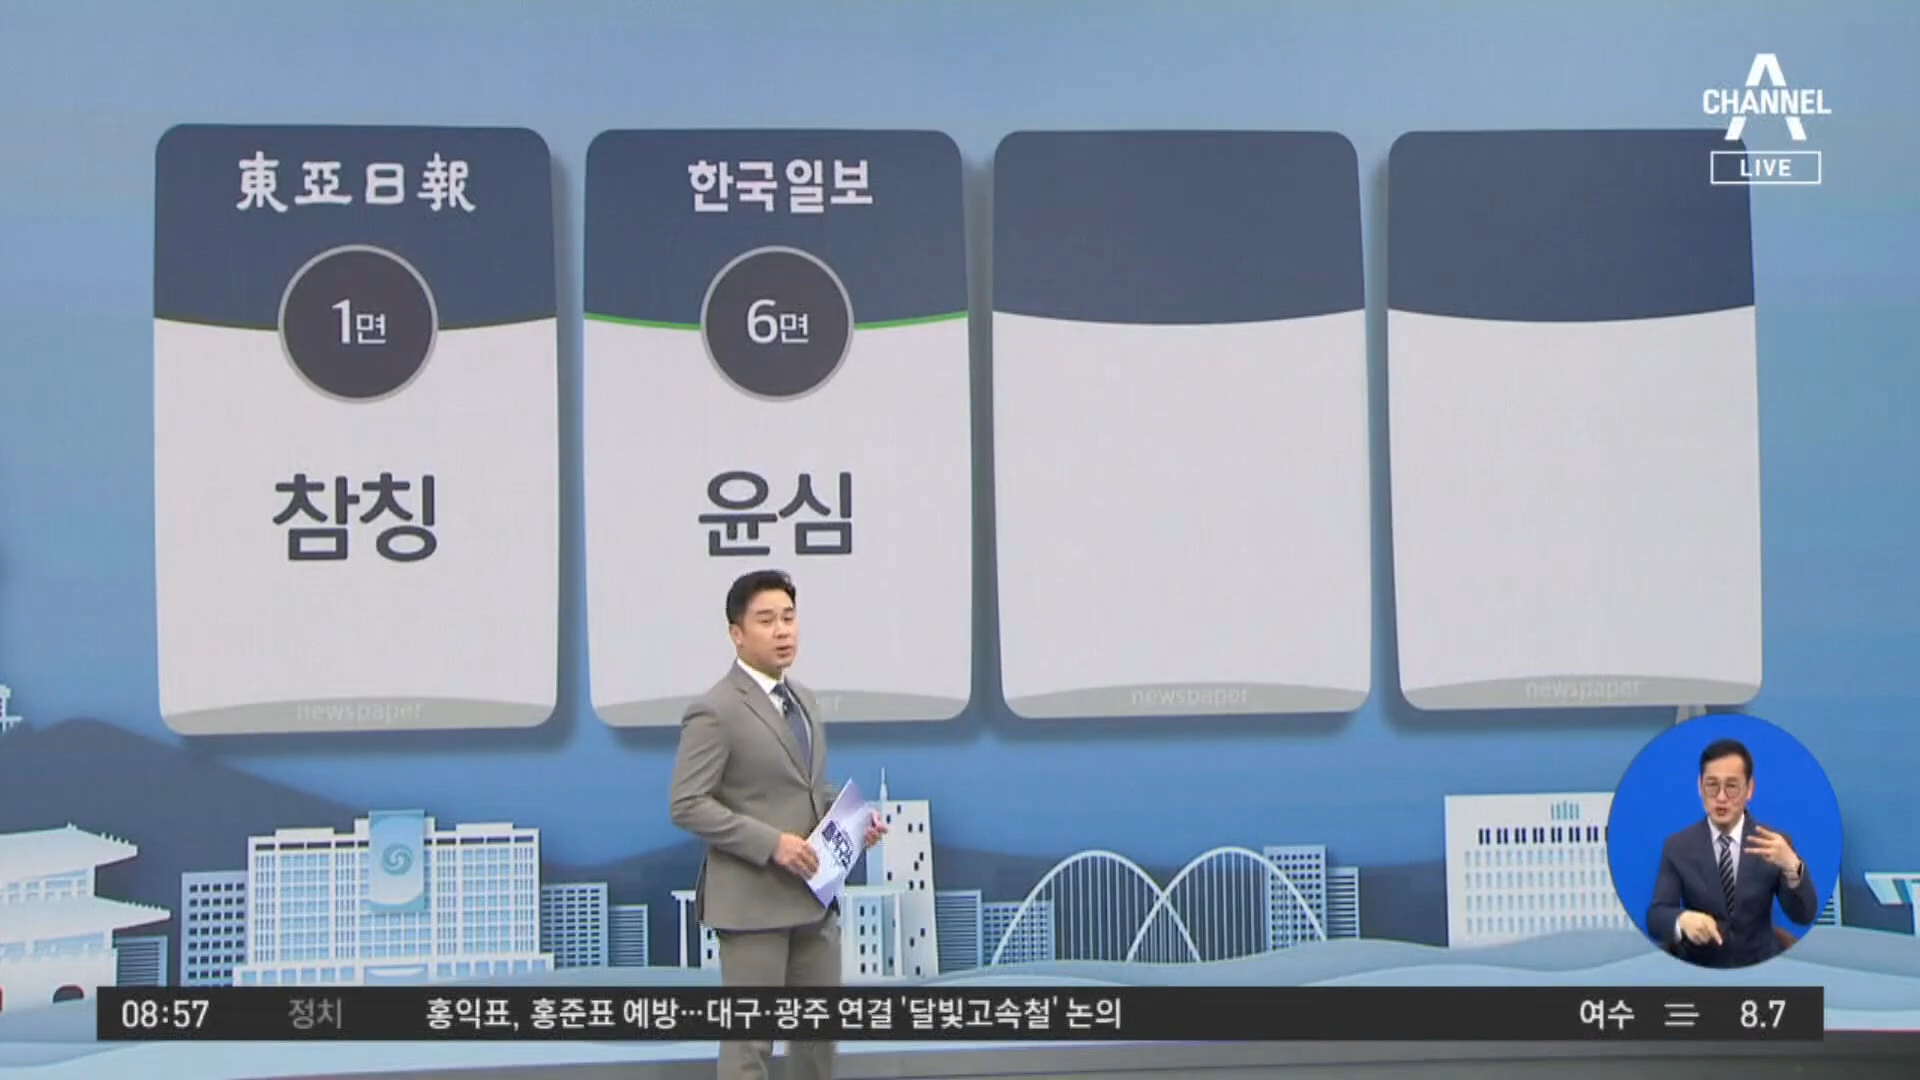 CHANNEL A
LIVE
東亞日報
1면
참칭
newspaper
한국일보
6면
윤심
newspaper
newspaper
08:57 정치 홍익표, 홍준표 예방…대구·광주 연결 '달빛고속철' 논의 여수 8.7